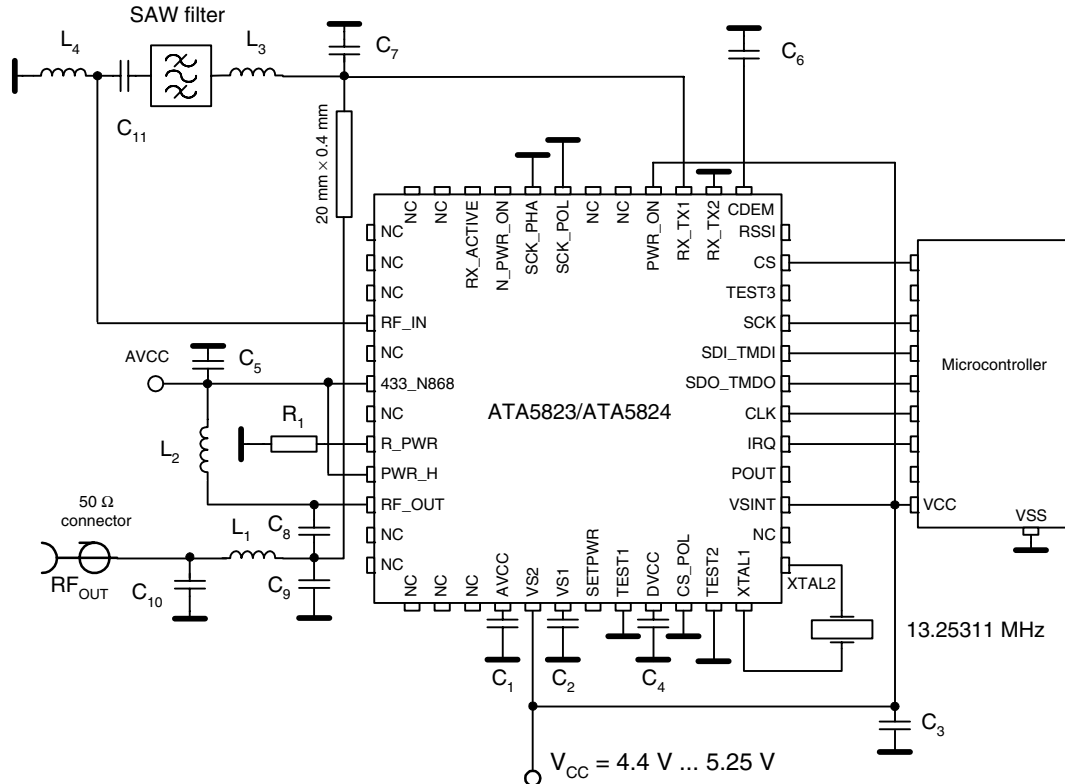 SAW filter
L4
L3
C7
C6
C11
20 mm × 0.4 mm
NC
NC
RX_ACTIVE
N_PWR_ON
SCK_PHA
SCK_POL
NC
NC
PWR_ON
RX_TX1
RX_TX2
CDEM
NC
NC
NC
RF_IN
NC
433_N868
NC
R_PWR
PWR_H
RF_OUT
NC
NC
RSSI
CS
TEST3
SCK
SDI_TMDI
SDO_TMDO
CLK
IRQ
POUT
VSINT
NC
XTAL2
ATA5823/ATA5824
Microcontroller
VCC
VSS
AVCC
C5
R1
L2
50 Ω
connector
RFOUT
L1
C8
C10
C9
NC
NC
NC
AVCC
VS2
VS1
SETPWR
TEST1
DVCC
CS_POL
TEST2
XTAL1
13.25311 MHz
C1
C2
C4
C3
VCC = 4.4 V ... 5.25 V